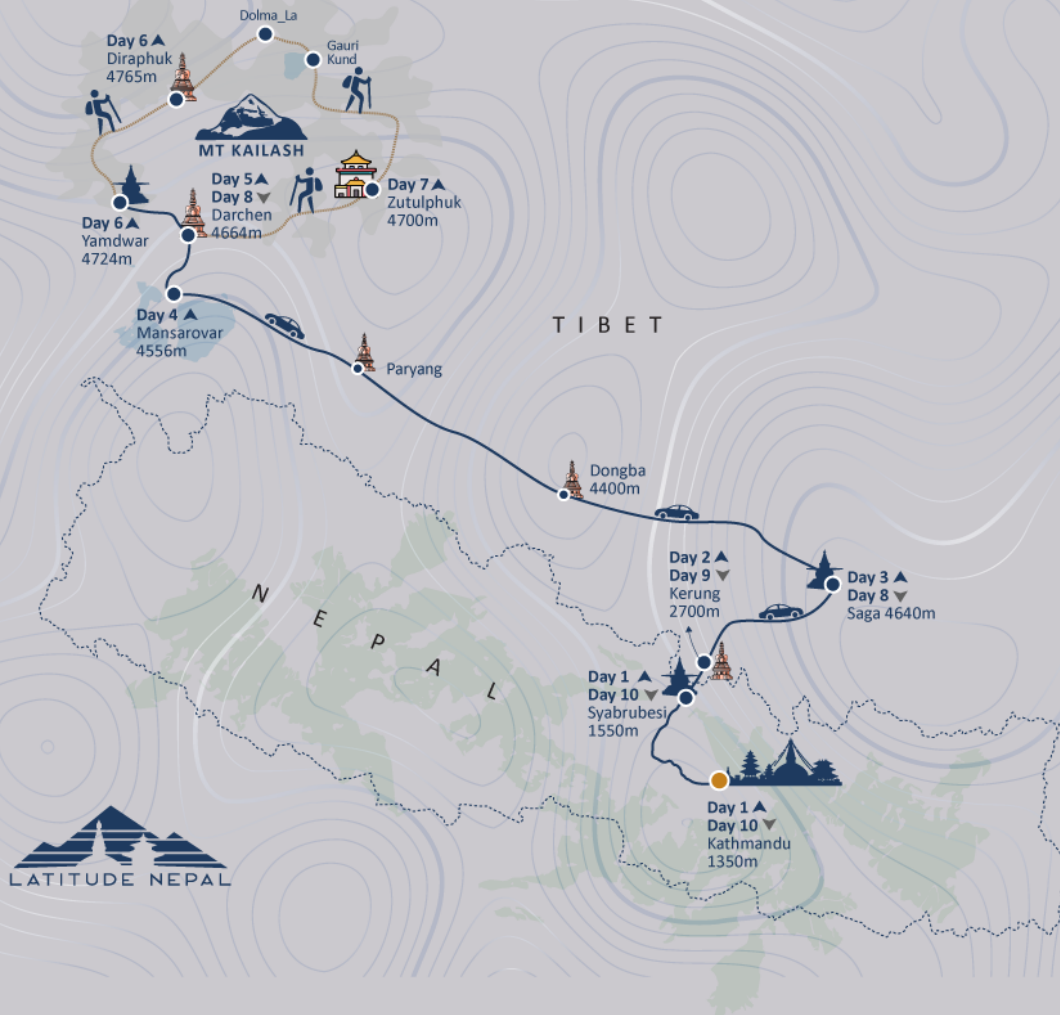 Dolma_La
Day 6
Diraphuk
4765m
Gauri
Kund
MT KAILASH
Day 5
Day 8
Darchen
4664m
Day 7
Zutulphuk
4700m
Day 6
Yamdwar
4724m
Day 4
Mansarovar
4556m
TIBET
Paryang
Dongba
4400m
Day 2
Day 9
Kerung
2700m
Day 3
Day 8
Saga 4640m
NEPAL
Day 1
Day 10
Syabrubesi
1550m
Day 1
Day 10
Kathmandu
1350m
LATITUDE NEPAL